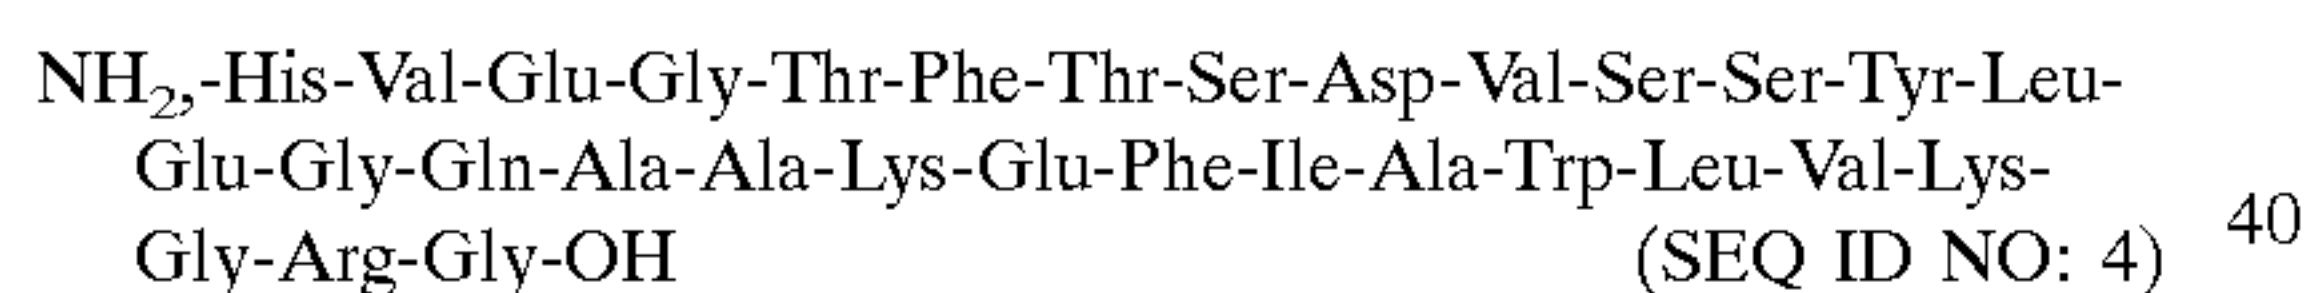 NH₂,-His-Val-Glu-Gly-Thr-Phe-Thr-Ser-Asp-Val-Ser-Ser-Tyr-Leu-
Glu-Gly-Gln-Ala-Ala-Lys-Glu-Phe-Ile-Ala-Trp-Leu-Val-Lys-
Gly-Arg-Gly-OH (SEQ ID NO: 4) 40